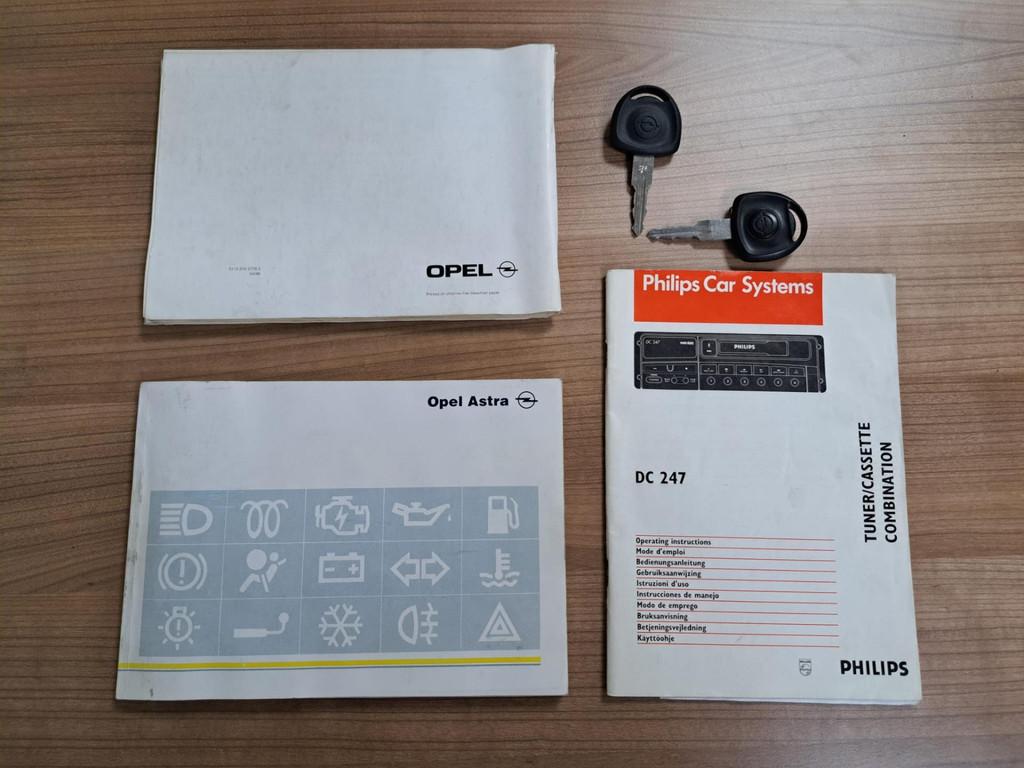 OPEL
Opel Astra
Philips Car Systems
DC 247
PHILIPS
DC 247
TUNER/CASSETTE
COMBINATION
Operating instructions
Mode d'emploi
Bedienungsanleitung
Gebruiksaanwijzing
Istruzioni d'uso
Instrucciones de manejo
Modo de emprego
Bruksanvisning
Betjeningsvejledning
Käyttöohje
PHILIPS